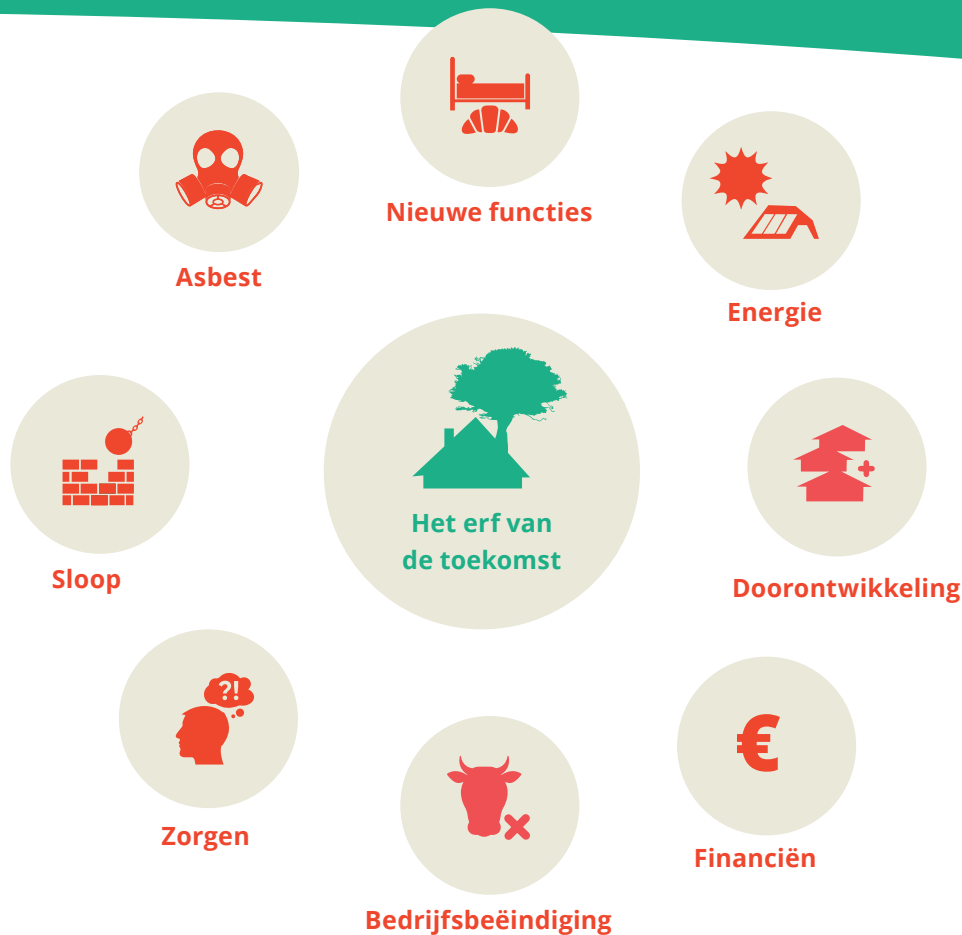 Nieuwe functies
Asbest
Energie
Het erf van
de toekomst
Sloop
Doorontwikkeling
?!
Zorgen
€
Financiën
Bedrijfsbeëindiging